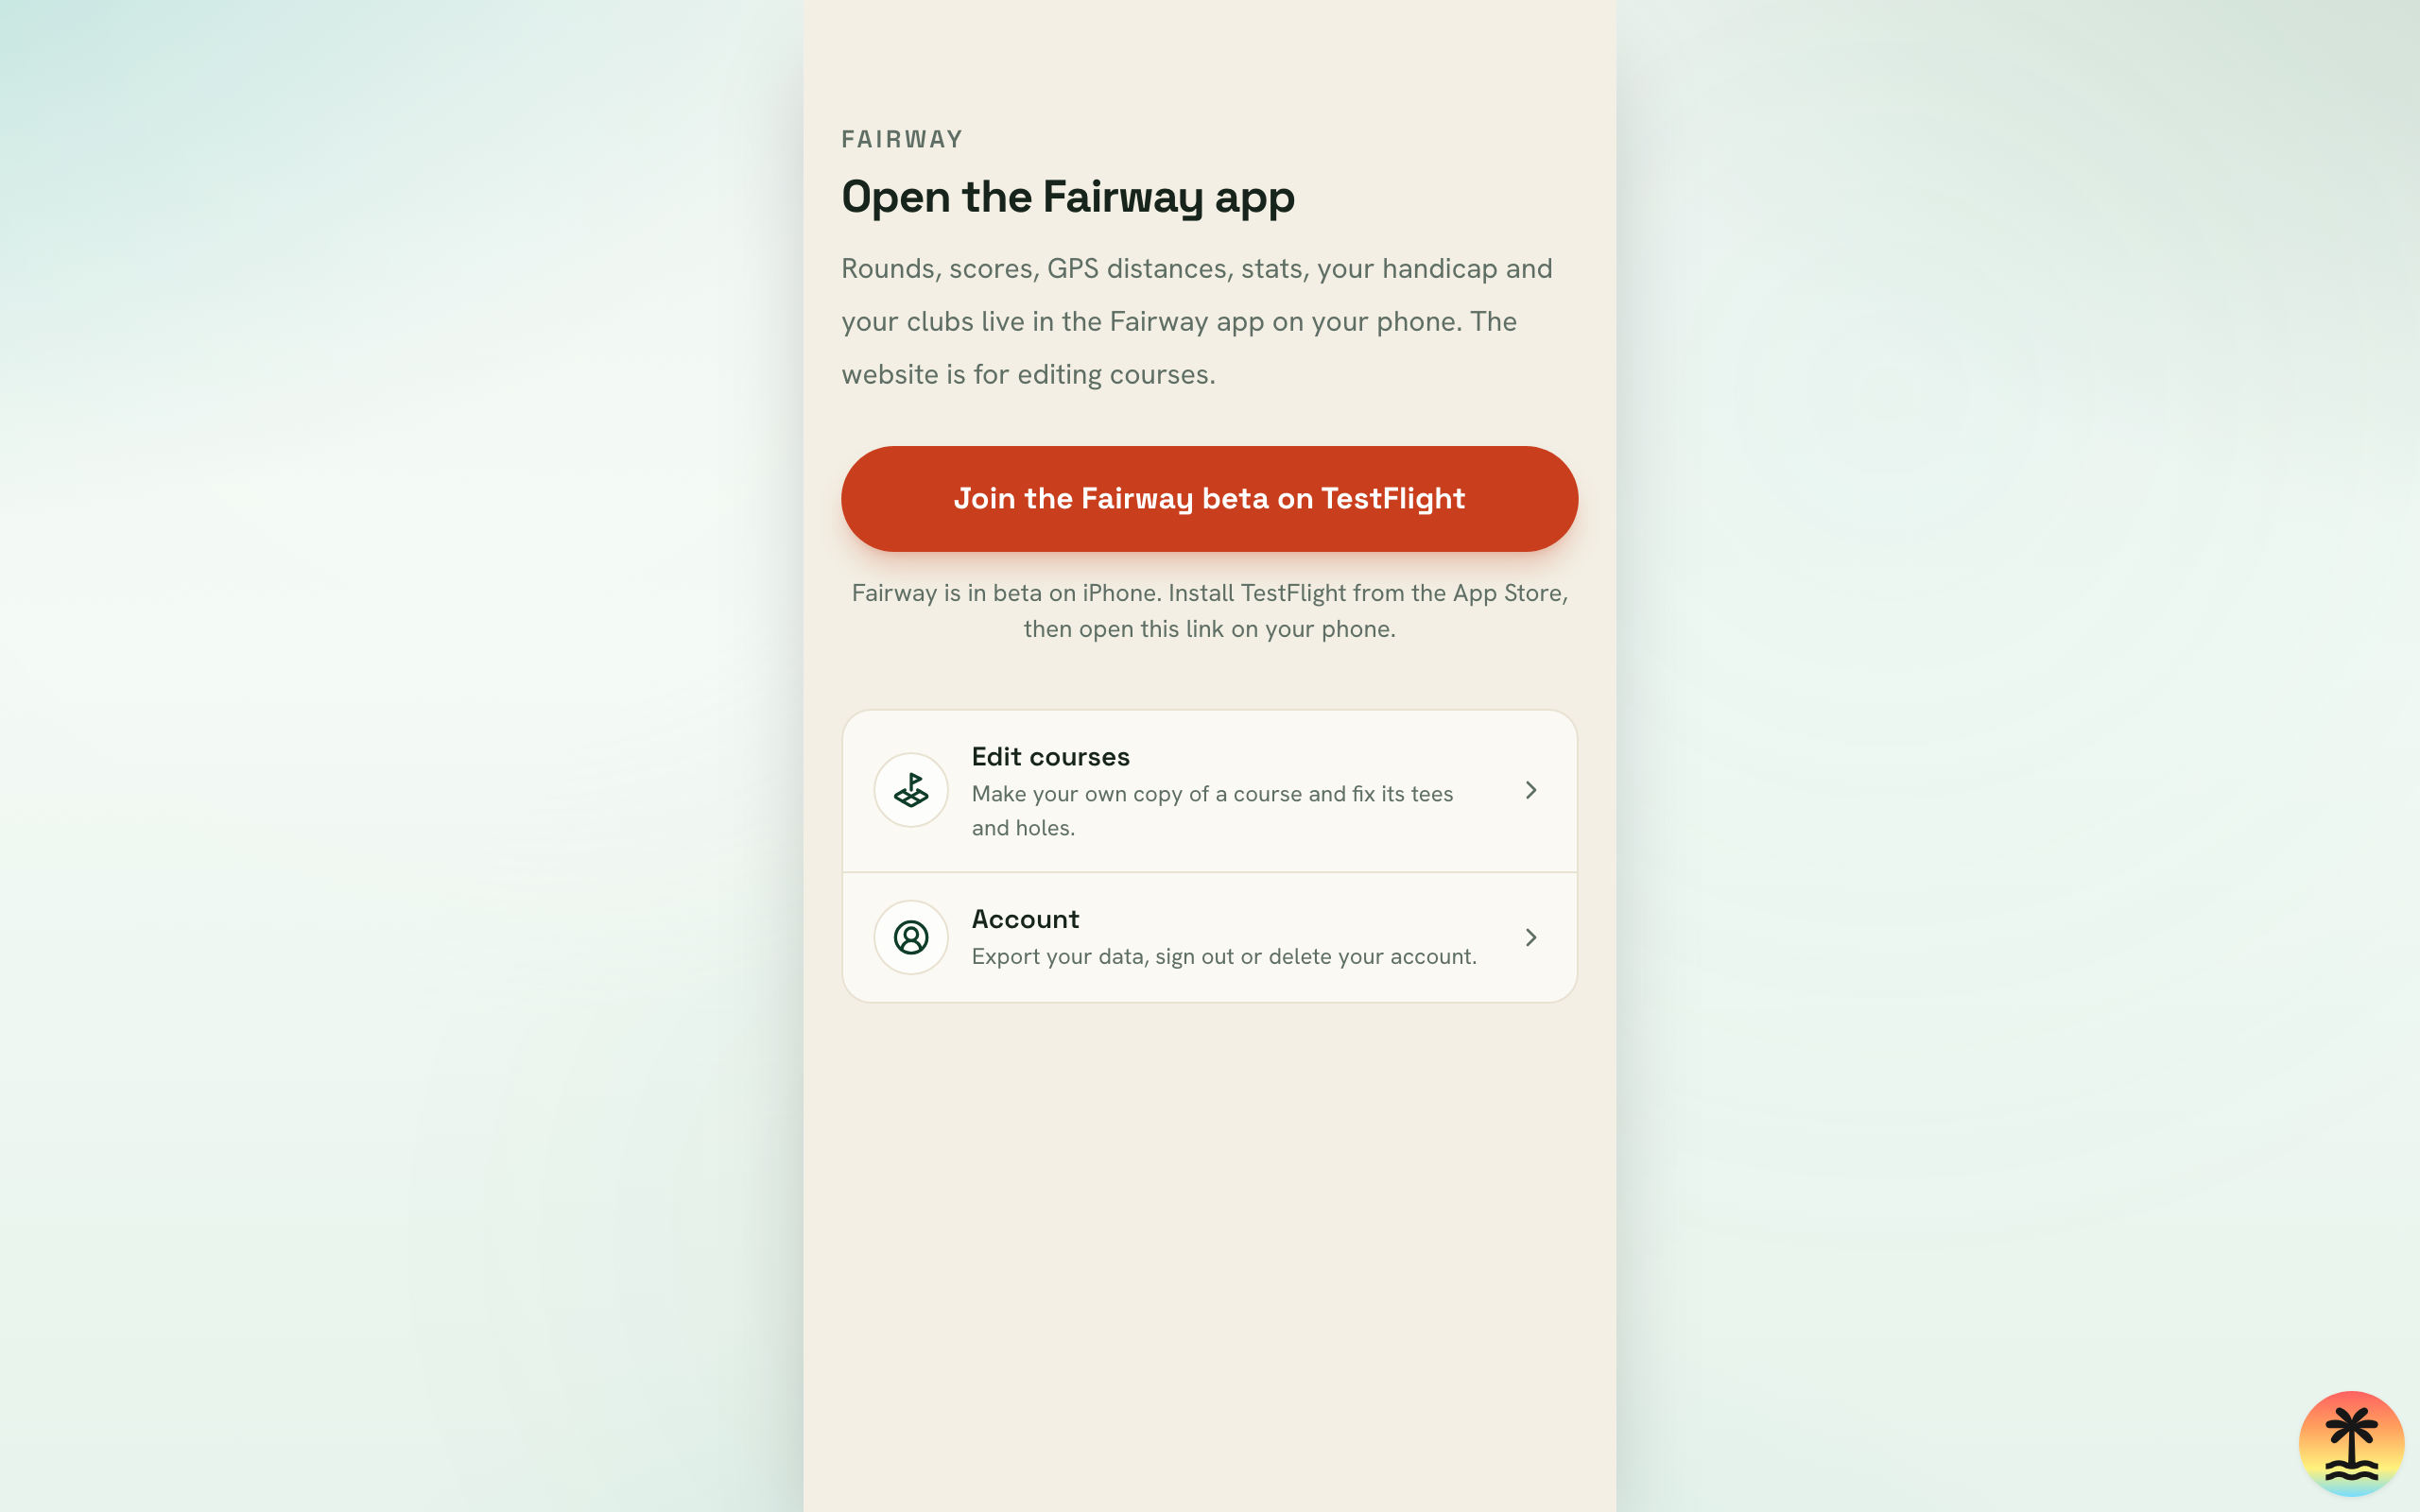 FAIRWAY
Open the Fairway app
Rounds, scores, GPS distances, stats, your handicap and
your clubs live in the Fairway app on your phone. The
website is for editing courses.
Join the Fairway beta on TestFlight
Fairway is in beta on iPhone. Install TestFlight from the App Store,
then open this link on your phone.
Edit courses
Make your own copy of a course and fix its tees
and holes.
Account
Export your data, sign out or delete your account.